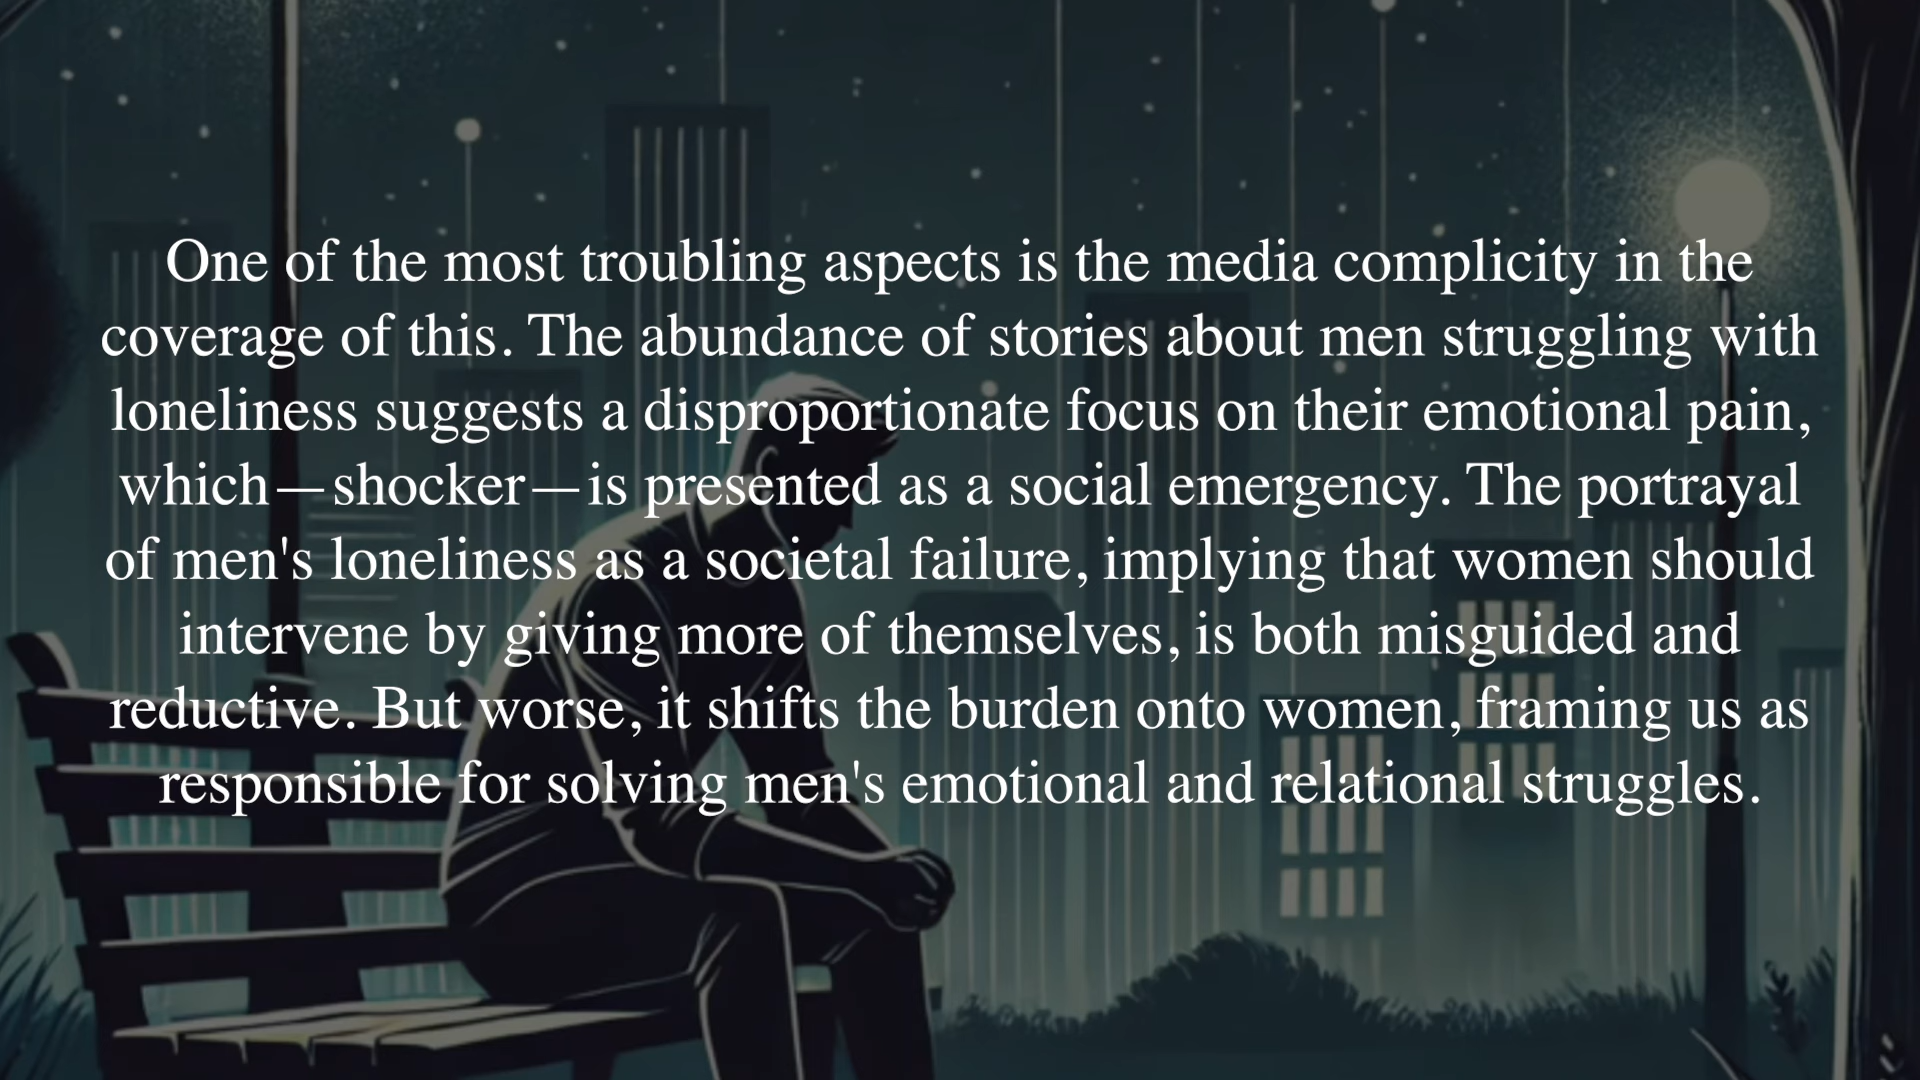 One of the most troubling aspects is the media complicity in the
coverage of this. The abundance of stories about men struggling with
loneliness suggests a disproportionate focus on their emotional pain,
which—shocker—is presented as a social emergency. The portrayal
of men's loneliness as a societal failure, implying that women should
intervene by giving more of themselves, is both misguided and
reductive. But worse, it shifts the burden onto women, framing us as
responsible for solving men's emotional and relational struggles.